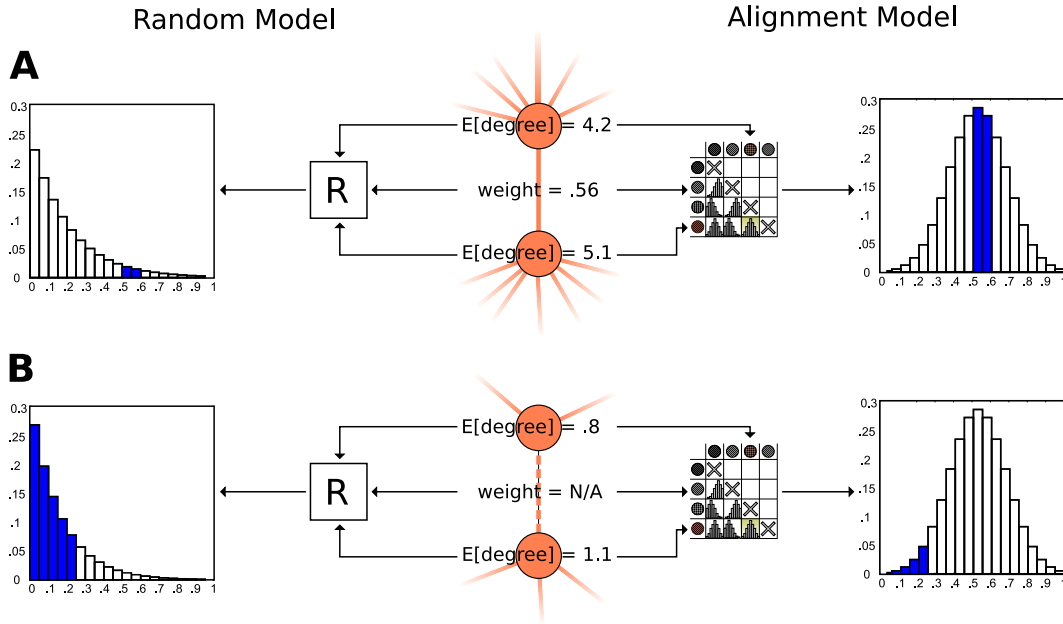 Random Model
Alignment Model
A
0.3
.25
.2
.15
.1
.05
0
0 .1 .2 .3 .4 .5 .6 .7 .8 .9 1
R
E[degree] = 4.2
weight = .56
E[degree] = 5.1
0.3
.25
.2
.15
.1
.05
0
0 .1 .2 .3 .4 .5 .6 .7 .8 .9 1
B
0.3
.25
.2
.15
.1
.05
0
0 .1 .2 .3 .4 .5 .6 .7 .8 .9 1
R
E[degree] = .8
weight = N/A
E[degree] = 1.1
0.3
.25
.2
.15
.1
.05
0
0 .1 .2 .3 .4 .5 .6 .7 .8 .9 1